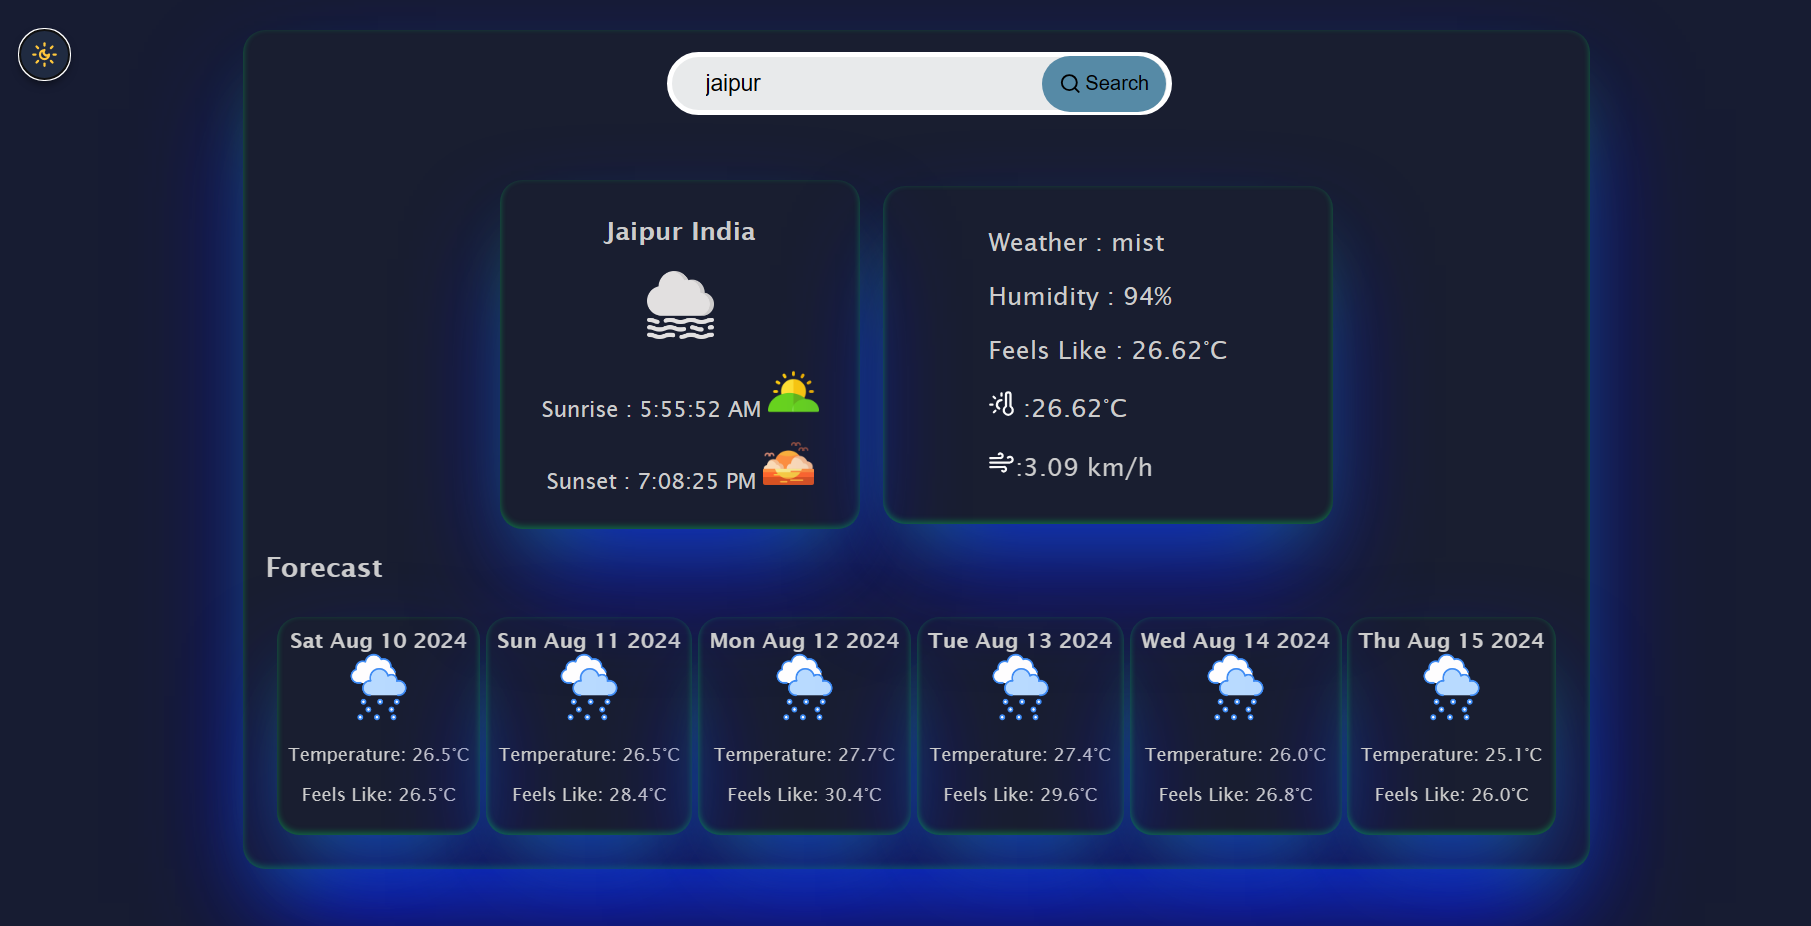 jaipur
Search
Jaipur India
Sunrise : 5:55:52 AM
Sunset : 7:08:25 PM
Weather : mist
Humidity : 94%
Feels Like : 26.62°C
:26.62°C
:3.09 km/h
Forecast
Sat Aug 10 2024
Temperature: 26.5°C
Feels Like: 26.5°C
Sun Aug 11 2024
Temperature: 26.5°C
Feels Like: 28.4°C
Mon Aug 12 2024
Temperature: 27.7°C
Feels Like: 30.4°C
Tue Aug 13 2024
Temperature: 27.4°C
Feels Like: 29.6°C
Wed Aug 14 2024
Temperature: 26.0°C
Feels Like: 26.8°C
Thu Aug 15 2024
Temperature: 25.1°C
Feels Like: 26.0°C